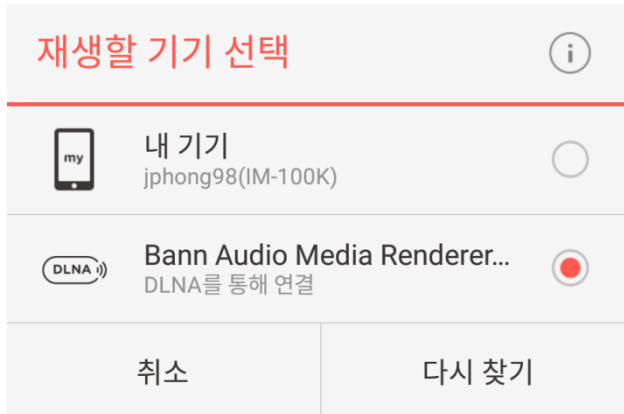 재생할 기기 선택
i
my
내 기기
jphong98(IM-100K)
DLNA
Bann Audio Media Renderer...
DLNA를 통해 연결
취소
다시 찾기